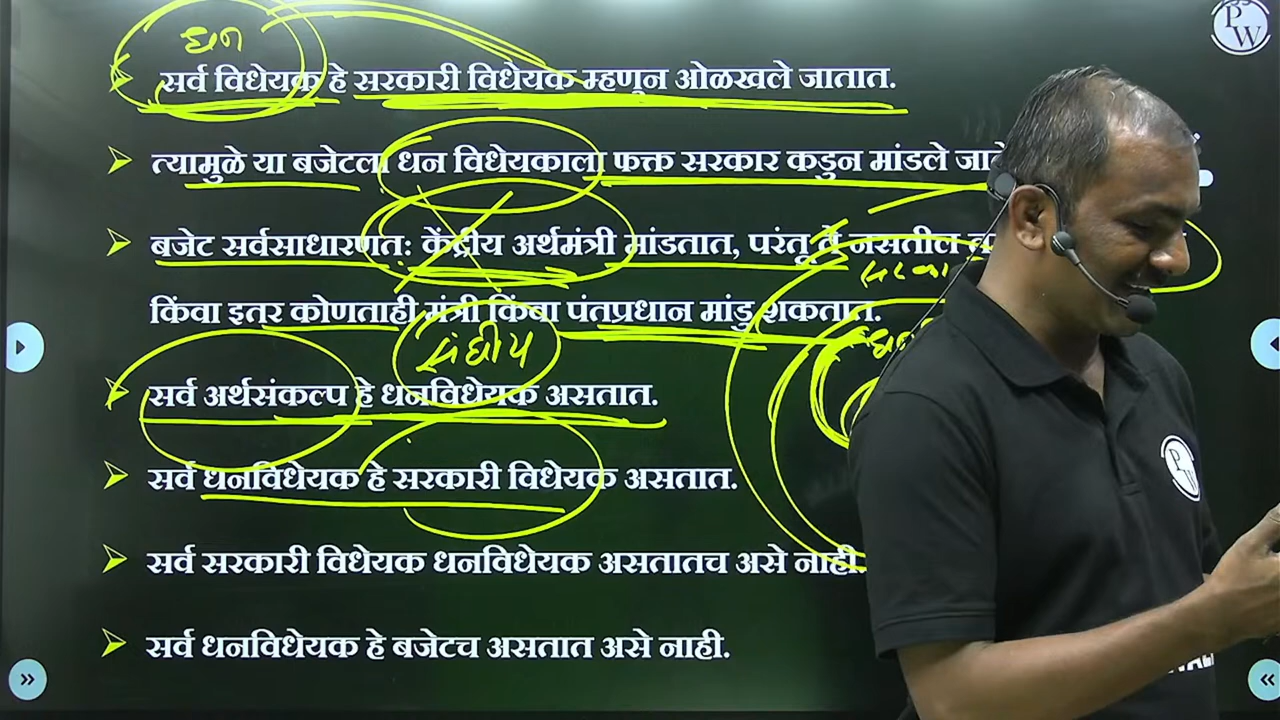 PW
धन
सर्व विधेयक हे सरकारी विधेयक म्हणून ओळखले जातात.
त्यामुळे या बजेटला धन विधेयकाला फक्त सरकार कडुन मांडले
बजेट सर्वसाधारणत: केंद्रीय अर्थमंत्री मांडतात, परंतू ते नसतील
किंवा इतर कोणताही मंत्री किंवा पंतप्रधान मांडु शकतात.
संघीय
सर्व अर्थसंकल्प हे धनविधेयक असतात.
सर्व धनविधेयक हे सरकारी विधेयक असतात.
सर्व सरकारी विधेयक धनविधेयक असतातच असे नाही.
सर्व धनविधेयक हे बजेटच असतात असे नाही.
PW